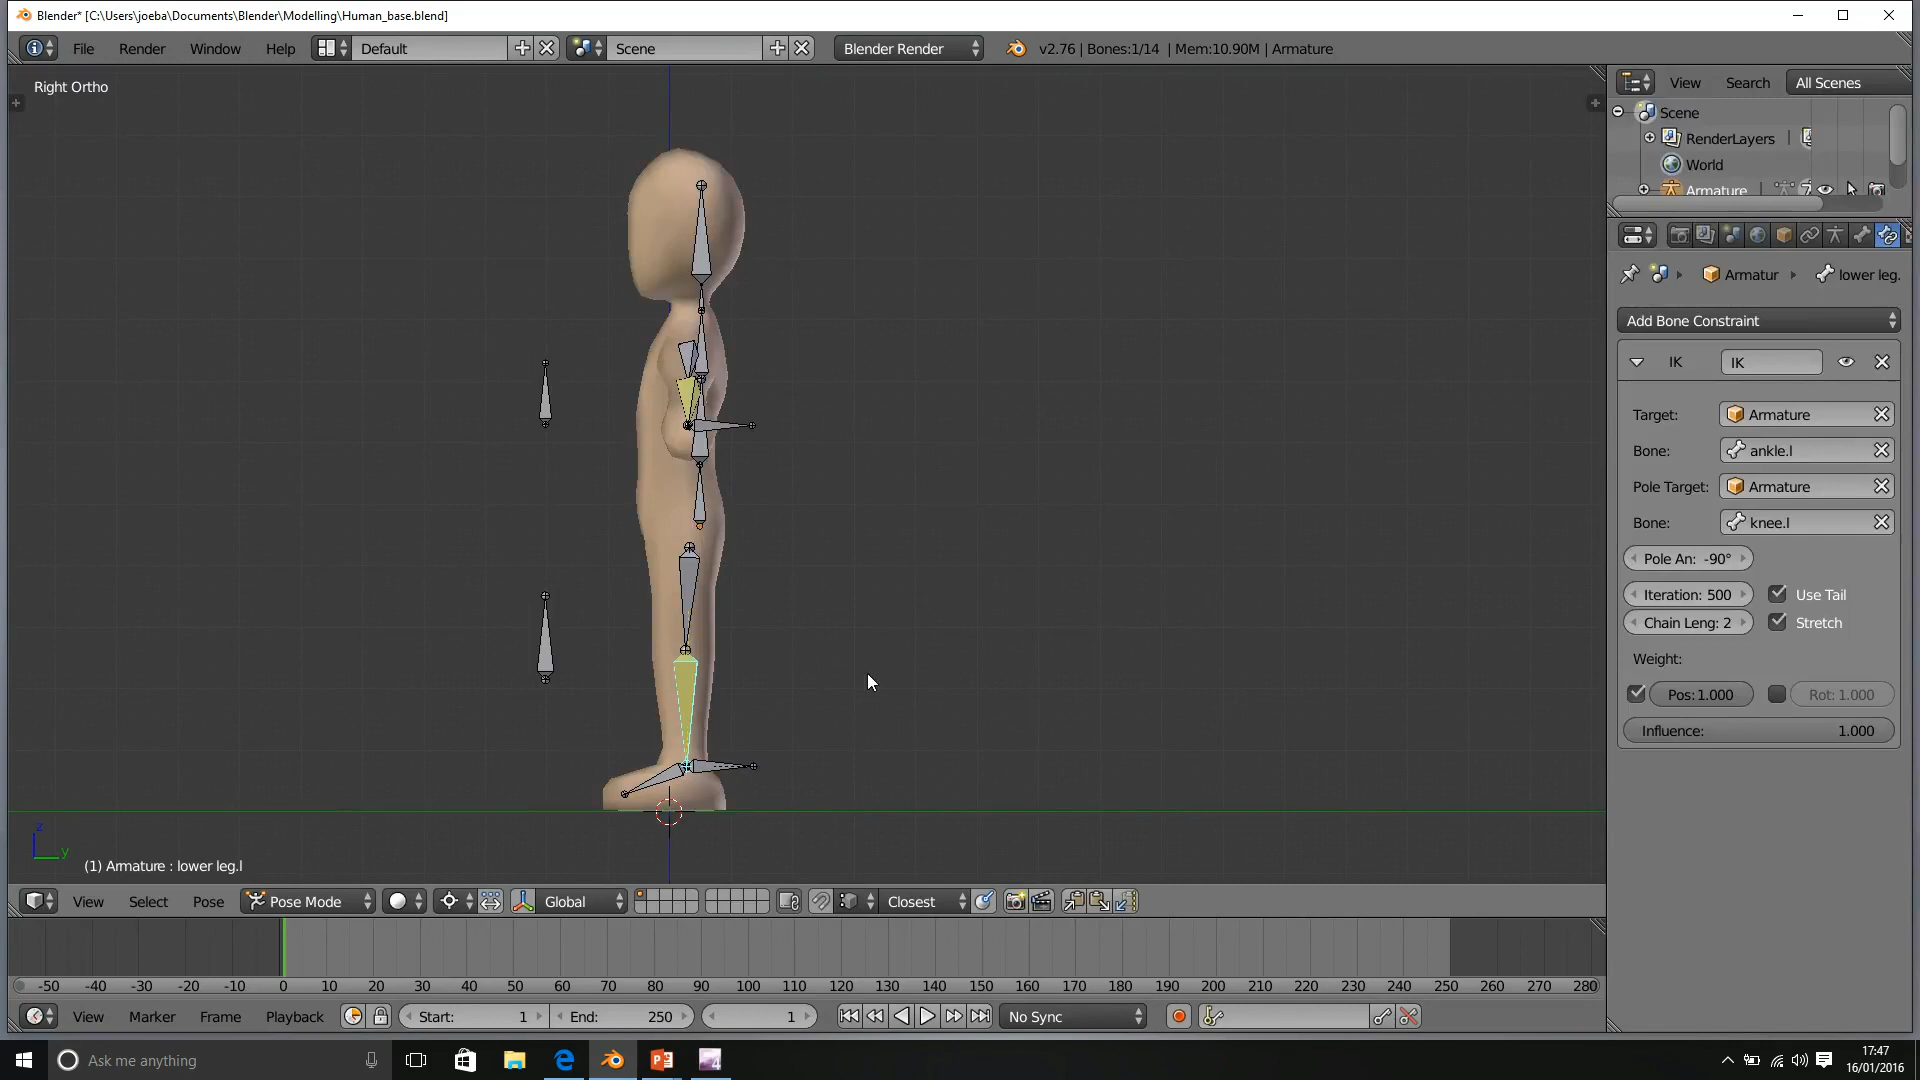 Blender* [C:\Users\joeba\Documents\Blender\Modelling\Human_base.blend]
File Render Window Help Default Scene Blender Render v2.76 | Bones:1/14 | Mem:10.90M | Armature
Right Ortho
View Search All Scenes
Scene
RenderLayers
World
Armature
Armatur lower leg.
Add Bone Constraint
IK IK
Target: Armature
Bone: ankle.l
Pole Target: Armature
Bone: knee.l
Pole An: -90°
Iteration: 500 Use Tail
Chain Leng: 2 Stretch
Weight:
Pos: 1.000 Rot: 1.000
Influence: 1.000
z
y
(1) Armature : lower leg.l
View Select Pose Pose Mode Global Closest
-50 -40 -30 -20 -10 0 10 20 30 40 50 60 70 80 90 100 110 120 130 140 150 160 170 180 190 200 210 220 230 240 250 260 270 280
View Marker Frame Playback Start: 1 End: 250 1 No Sync
Ask me anything
17:47
16/01/2016